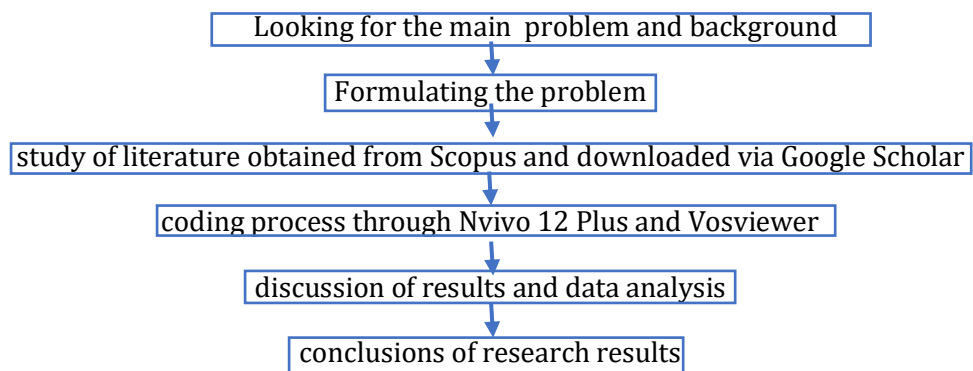 Looking for the main problem and background
Formulating the problem
study of literature obtained from Scopus and downloaded via Google Scholar
coding process through Nvivo 12 Plus and Vosviewer
discussion of results and data analysis
conclusions of research results